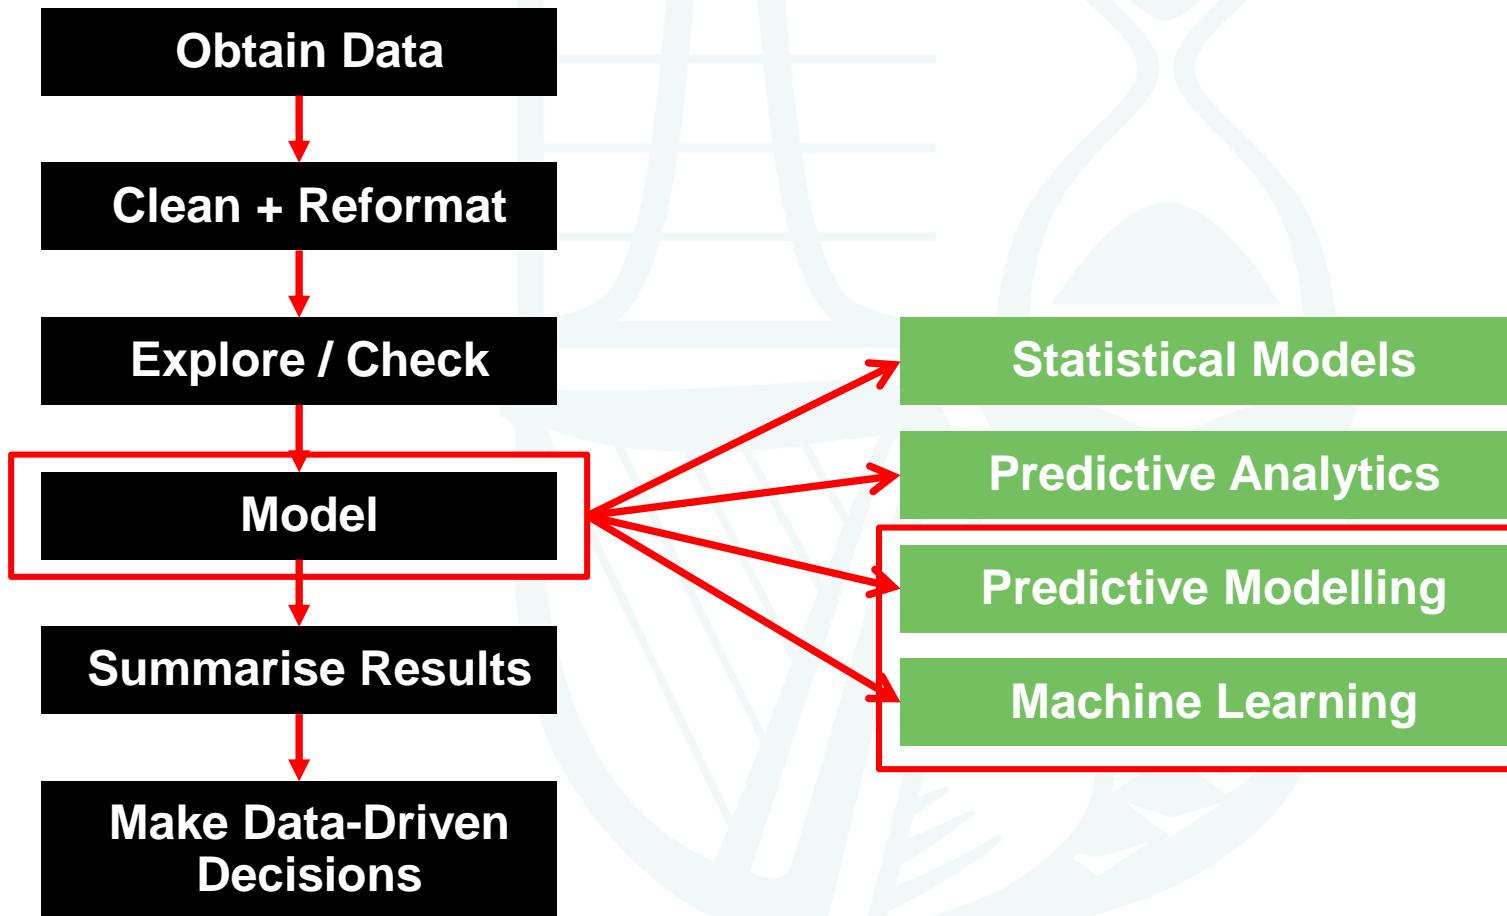 Obtain Data
Clean + Reformat
Explore / Check
Model
Summarise Results
Make Data-Driven
Decisions
Statistical Models
Predictive Analytics
Predictive Modelling
Machine Learning